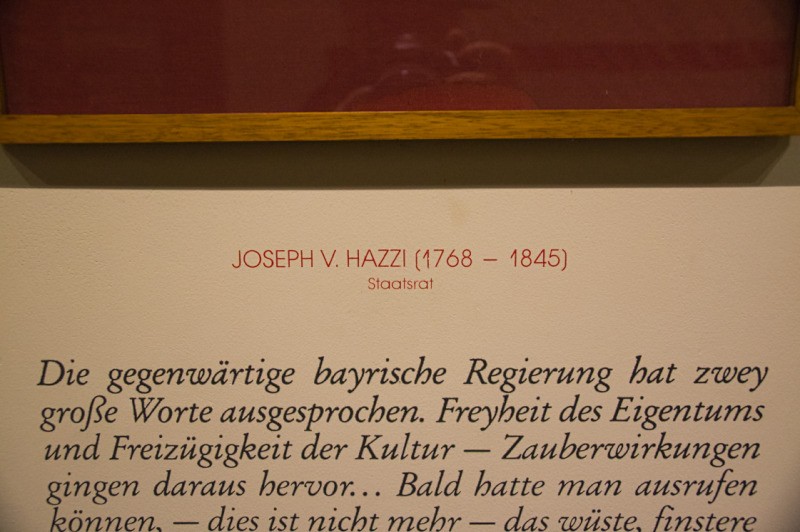 JOSEPH V. HAZZI (1768 – 1845)
Staatsrat
Die gegenwärtige bayrische Regierung hat zwey
große Worte ausgesprochen. Freyheit des Eigentums
und Freizügigkeit der Kultur — Zauberwirkungen
gingen daraus hervor... Bald hatte man ausrufen
können, — dies ist nicht mehr — das wüste, finstere